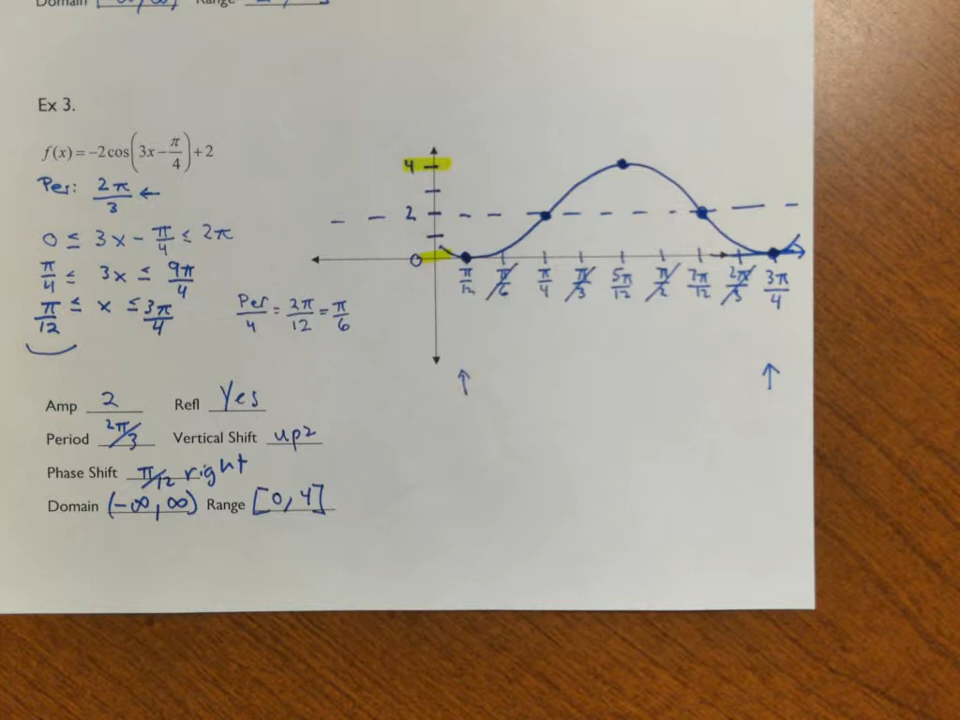 Domain (-∞, ∞) Range
Ex 3.
f(x) = -2cos(3x - π/4) + 2
Per: 2π/3 ←
0 ≤ 3x - π/4 ≤ 2π
π/4 ≤ 3x ≤ 9π/4
π/12 ≤ x ≤ 3π/4
Per/4 = 2π/12 = π/6
4
2
0
π/12 π/6 π/4 π/3 5π/12 π/2 7π/12 2π/3 3π/4
Amp 2 Refl Yes
Period 2π/3 Vertical Shift up 2
Phase Shift π/12 right
Domain (-∞, ∞) Range [0, 4]